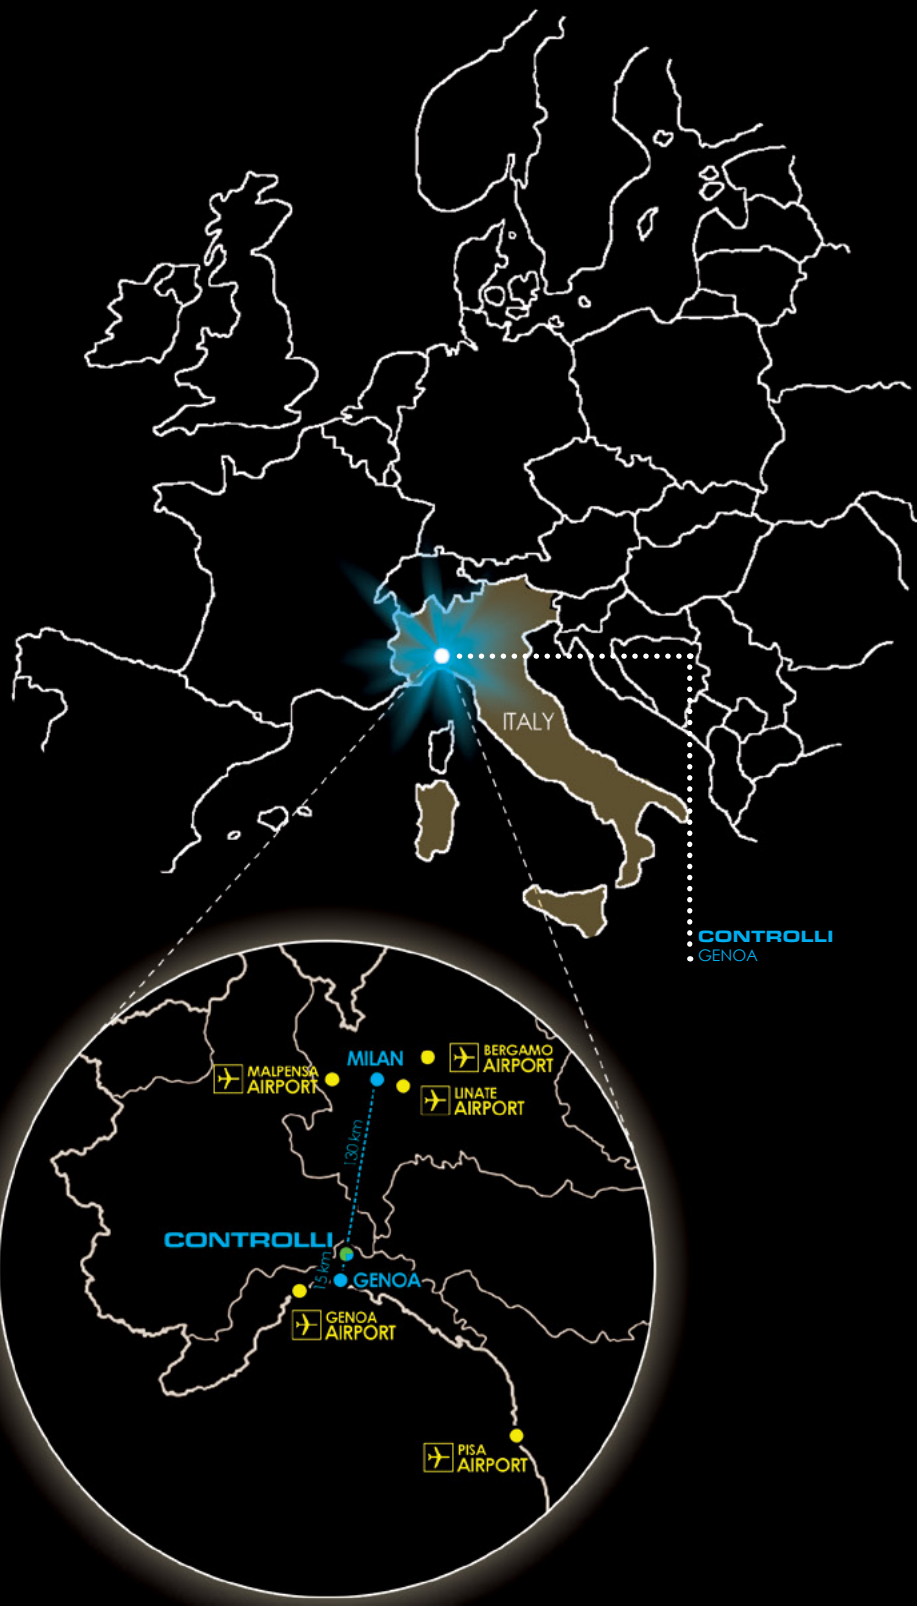 ITALY
CONTROLLI
GENOA
MILAN
BERGAMO
AIRPORT
MALPENSA
AIRPORT
LINATE
AIRPORT
130 km
CONTROLLI
15 km
GENOA
GENOA
AIRPORT
PISA
AIRPORT